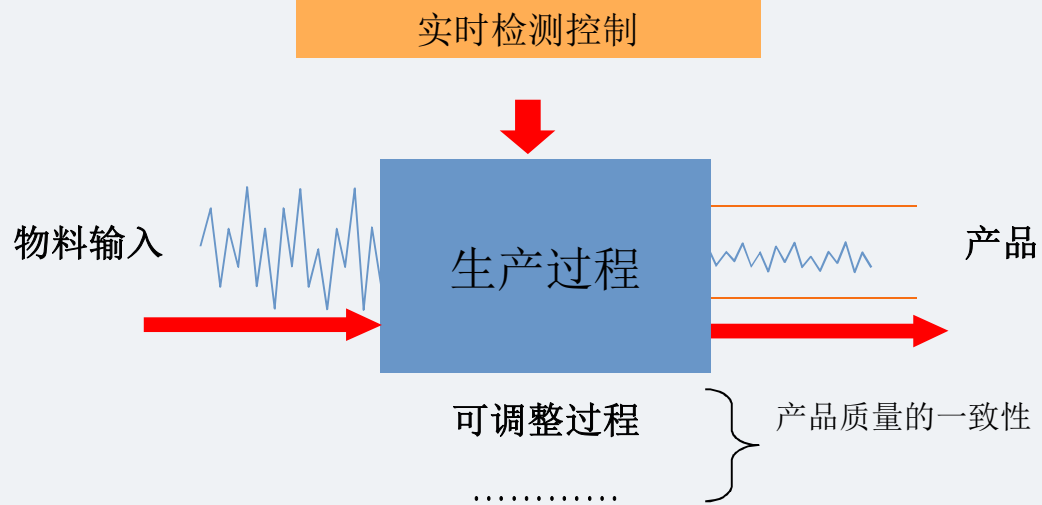 实时检测控制
物料输入
生产过程
产品
可调整过程
产品质量的一致性
…………